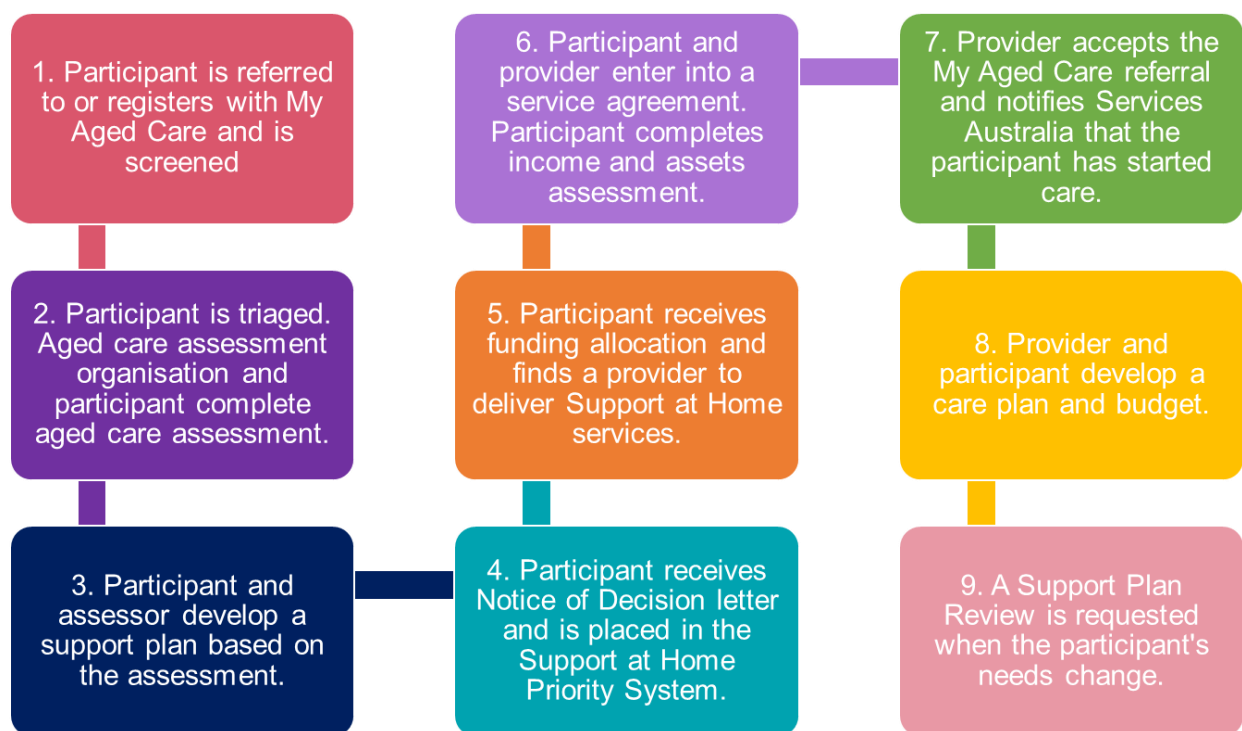 1. Participant is referred
to or registers with My
Aged Care and is
screened
2. Participant is triaged.
Aged care assessment
organisation and
participant complete
aged care assessment.
3. Participant and
assessor develop a
support plan based on
the assessment.
4. Participant receives
Notice of Decision letter
and is placed in the
Support at Home
Priority System.
5. Participant receives
funding allocation and
finds a provider to
deliver Support at Home
services.
6. Participant and
provider enter into a
service agreement.
Participant completes
income and assets
assessment.
7. Provider accepts the
My Aged Care referral
and notifies Services
Australia that the
participant has started
care.
8. Provider and
participant develop a
care plan and budget.
9. A Support Plan
Review is requested
when the participant's
needs change.